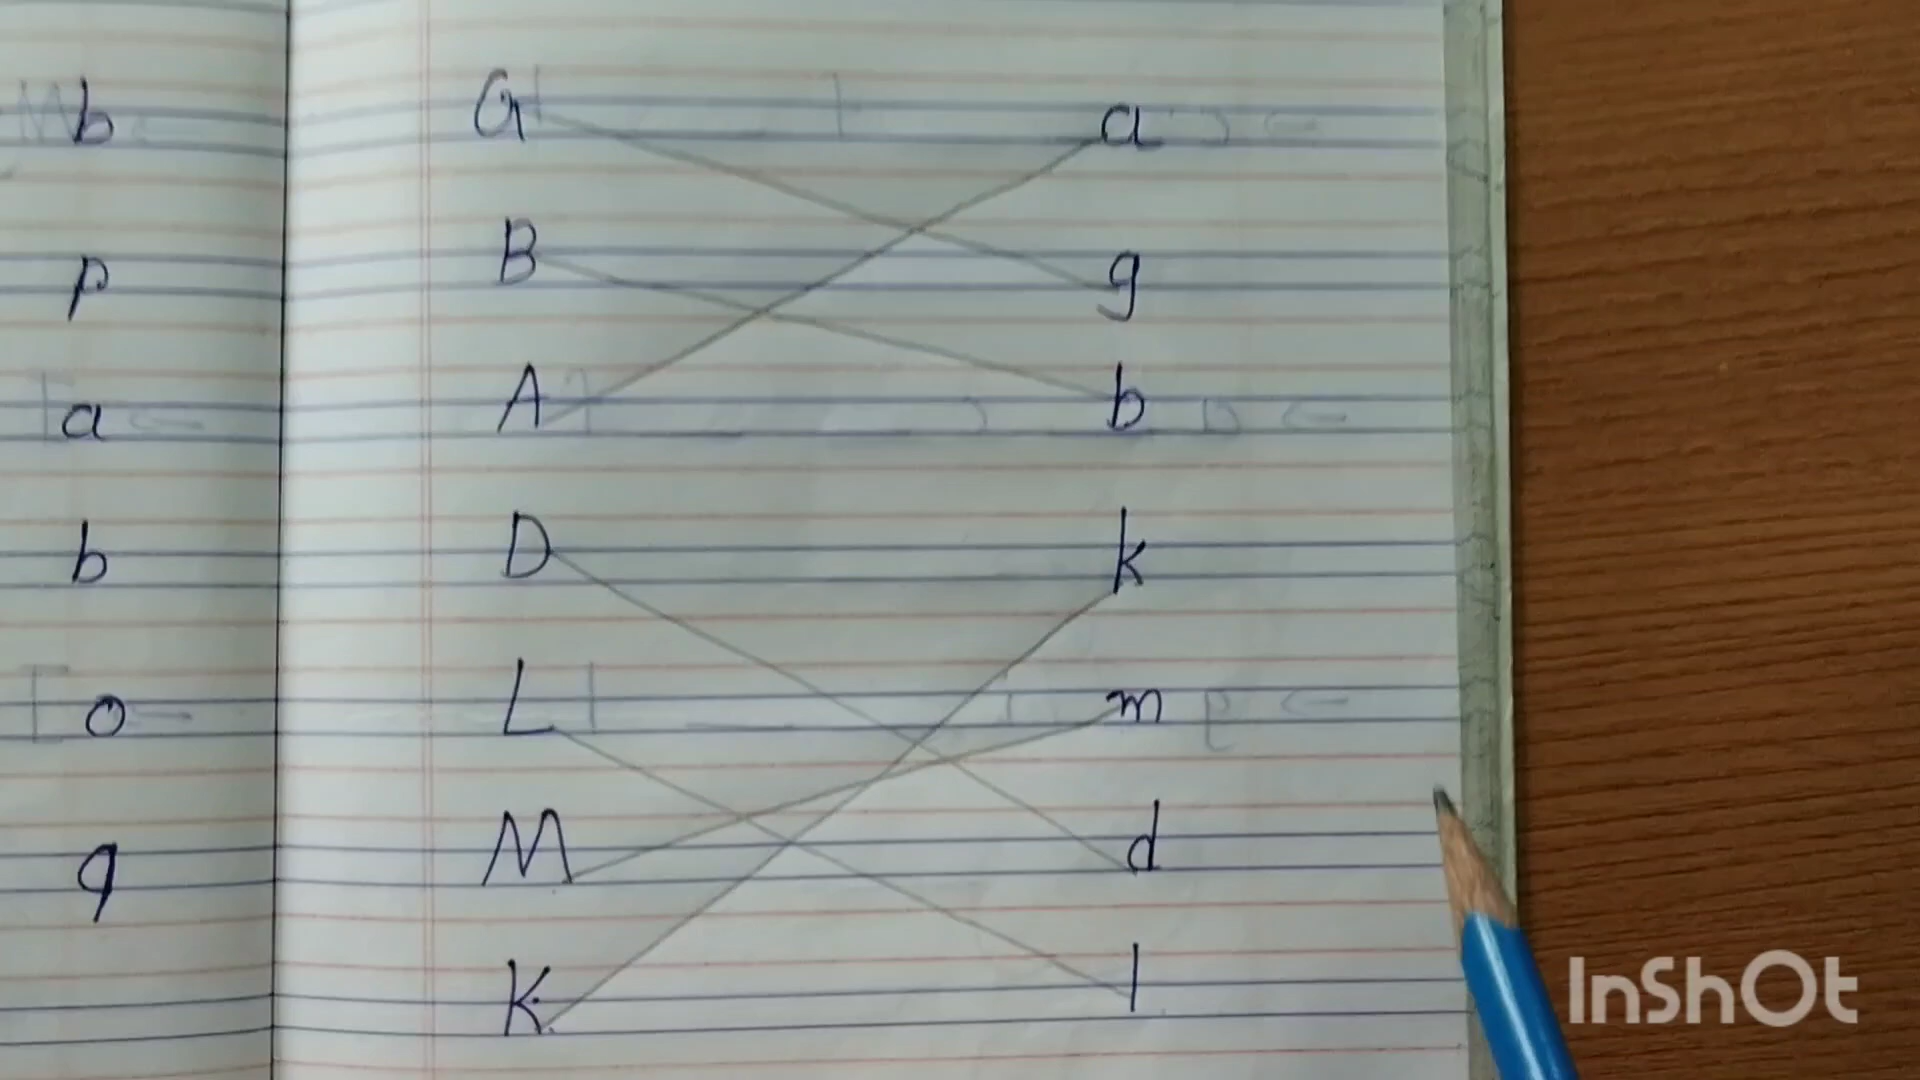 b G a
p B g
a A b
b D k
o L m
q M d
K l
InShOt